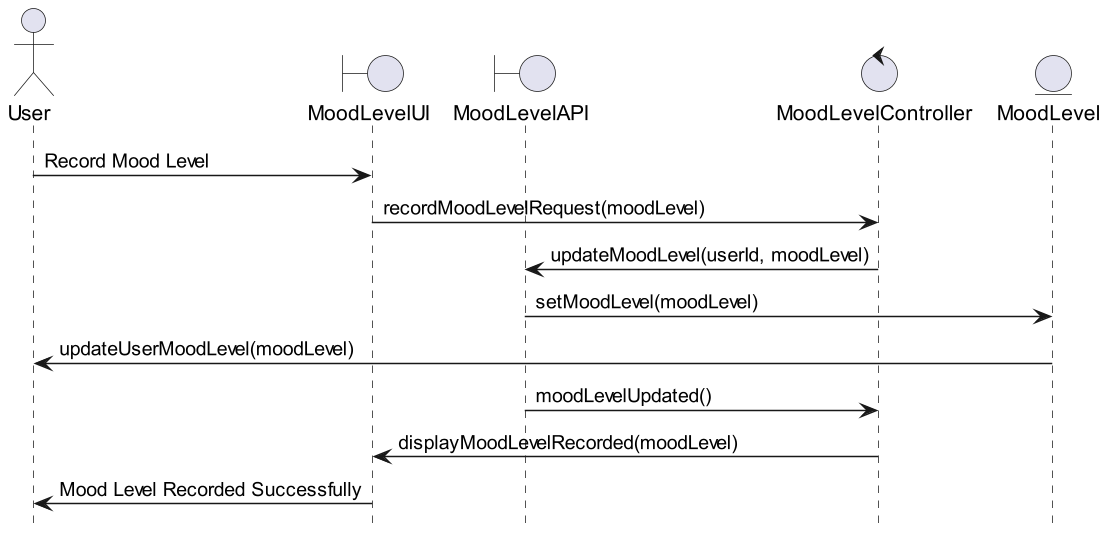 User
MoodLevelUI
MoodLevelAPI
MoodLevelController
MoodLevel
Record Mood Level
recordMoodLevelRequest(moodLevel)
updateMoodLevel(userId, moodLevel)
setMoodLevel(moodLevel)
updateUserMoodLevel(moodLevel)
moodLevelUpdated()
displayMoodLevelRecorded(moodLevel)
Mood Level Recorded Successfully